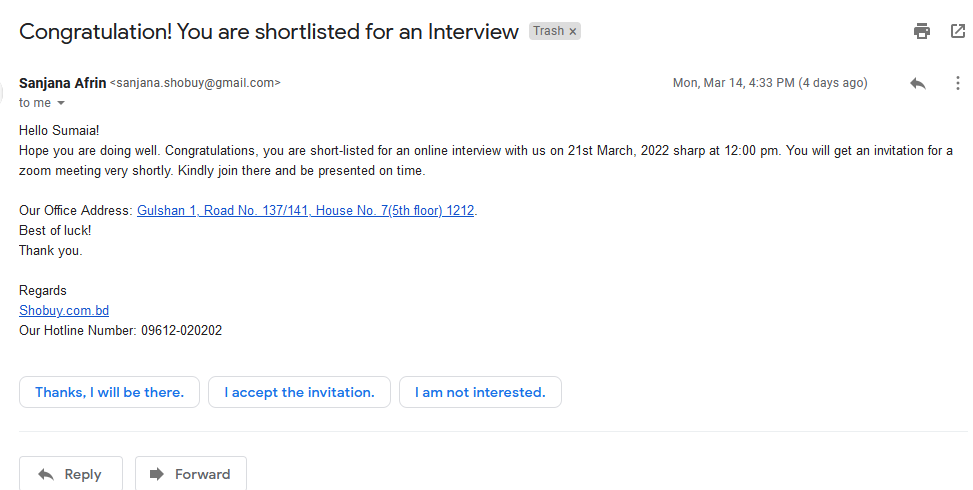 Congratulation! You are shortlisted for an Interview Trash ×
Sanjana Afrin <sanjana.shobuy@gmail.com> Mon, Mar 14, 4:33 PM (4 days ago)
to me
Hello Sumaia!
Hope you are doing well. Congratulations, you are short-listed for an online interview with us on 21st March, 2022 sharp at 12:00 pm. You will get an invitation for a
zoom meeting very shortly. Kindly join there and be presented on time.
Our Office Address: Gulshan 1, Road No. 137/141, House No. 7(5th floor) 1212.
Best of luck!
Thank you.
Regards
Shobuy.com.bd
Our Hotline Number: 09612-020202
Thanks, I will be there. I accept the invitation. I am not interested.
Reply Forward